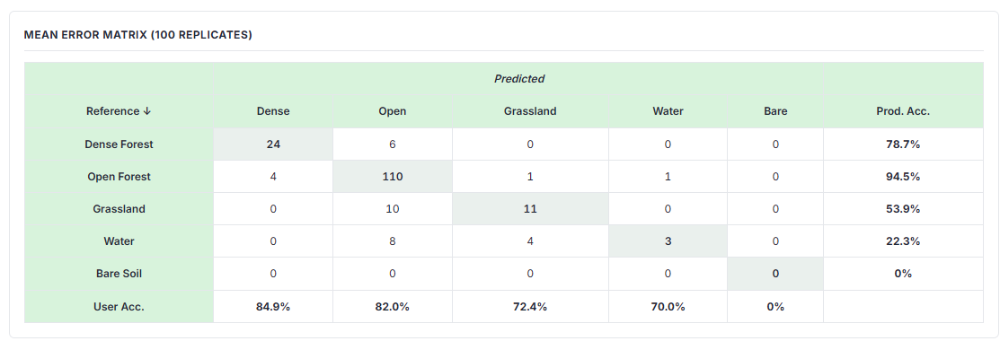 MEAN ERROR MATRIX (100 REPLICATES)
Predicted
Reference ↓ Dense Open Grassland Water Bare Prod. Acc.
Dense Forest 24 6 0 0 0 78.7%
Open Forest 4 110 1 1 0 94.5%
Grassland 0 10 11 0 0 53.9%
Water 0 8 4 3 0 22.3%
Bare Soil 0 0 0 0 0 0%
User Acc. 84.9% 82.0% 72.4% 70.0% 0%